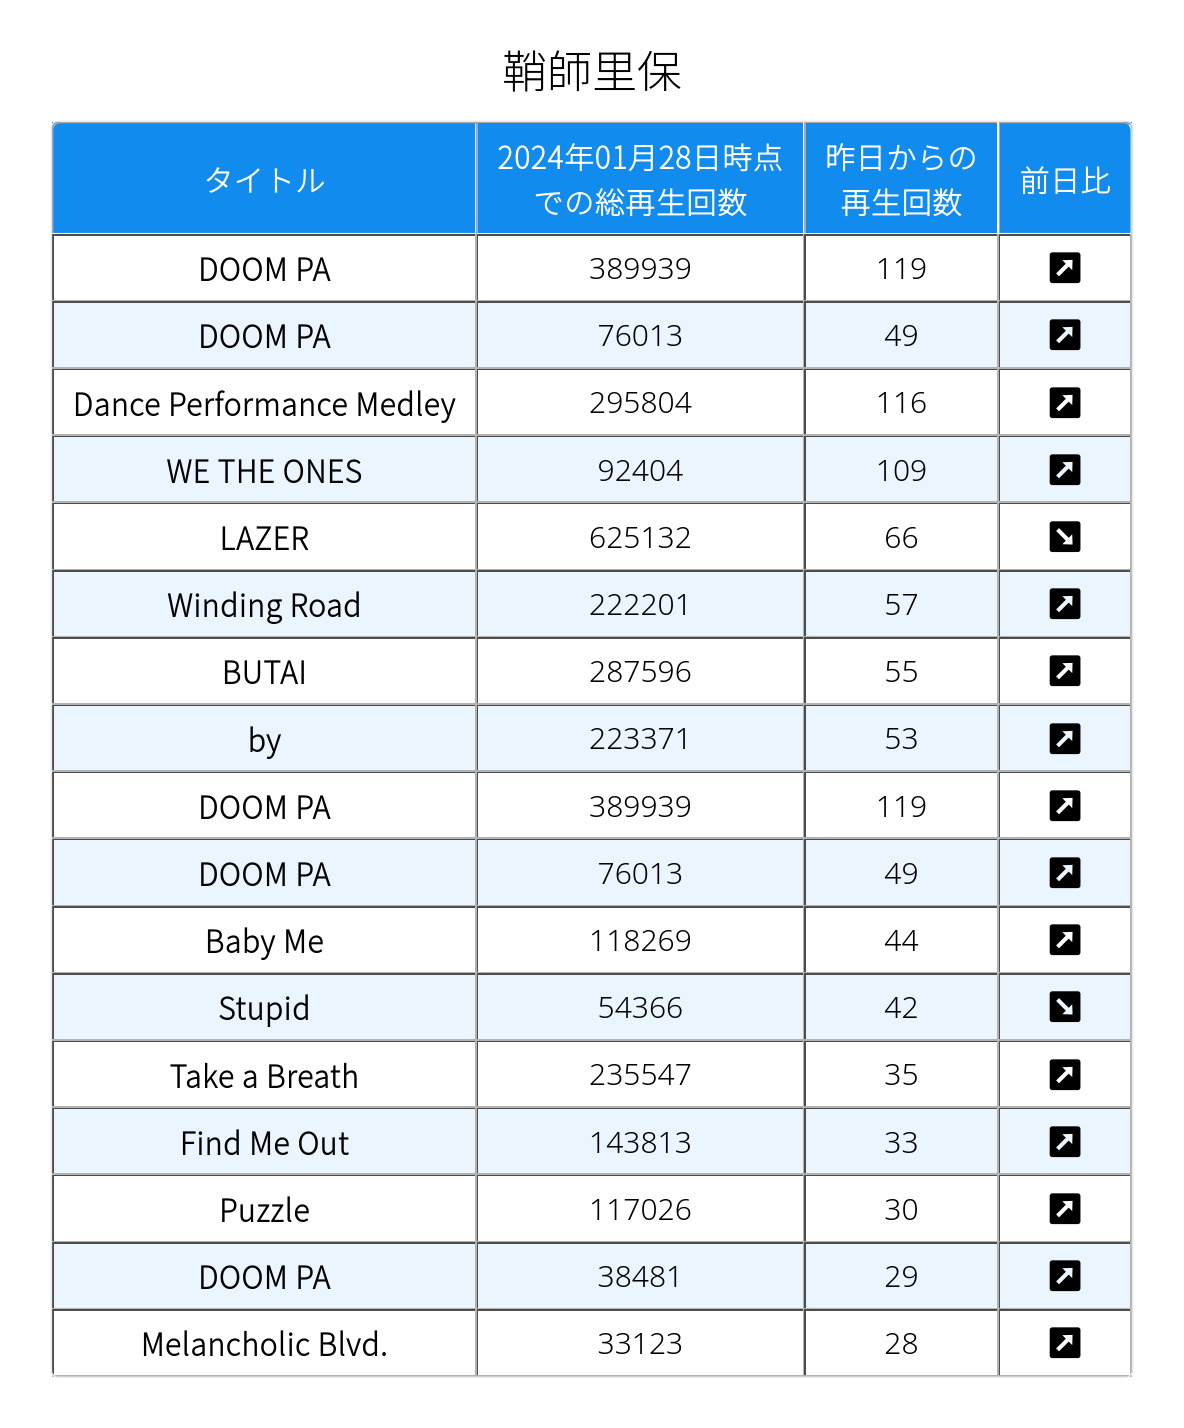 鞘師里保
タイトル 2024年01月28日時点 での総再生回数 昨日からの 再生回数 前日比
DOOM PA 389939 119 ↗
DOOM PA 76013 49 ↗
Dance Performance Medley 295804 116 ↗
WE THE ONES 92404 109 ↗
LAZER 625132 66 ↘
Winding Road 222201 57 ↗
BUTAI 287596 55 ↗
by 223371 53 ↗
DOOM PA 389939 119 ↗
DOOM PA 76013 49 ↗
Baby Me 118269 44 ↗
Stupid 54366 42 ↘
Take a Breath 235547 35 ↗
Find Me Out 143813 33 ↗
Puzzle 117026 30 ↗
DOOM PA 38481 29 ↗
Melancholic Blvd. 33123 28 ↗